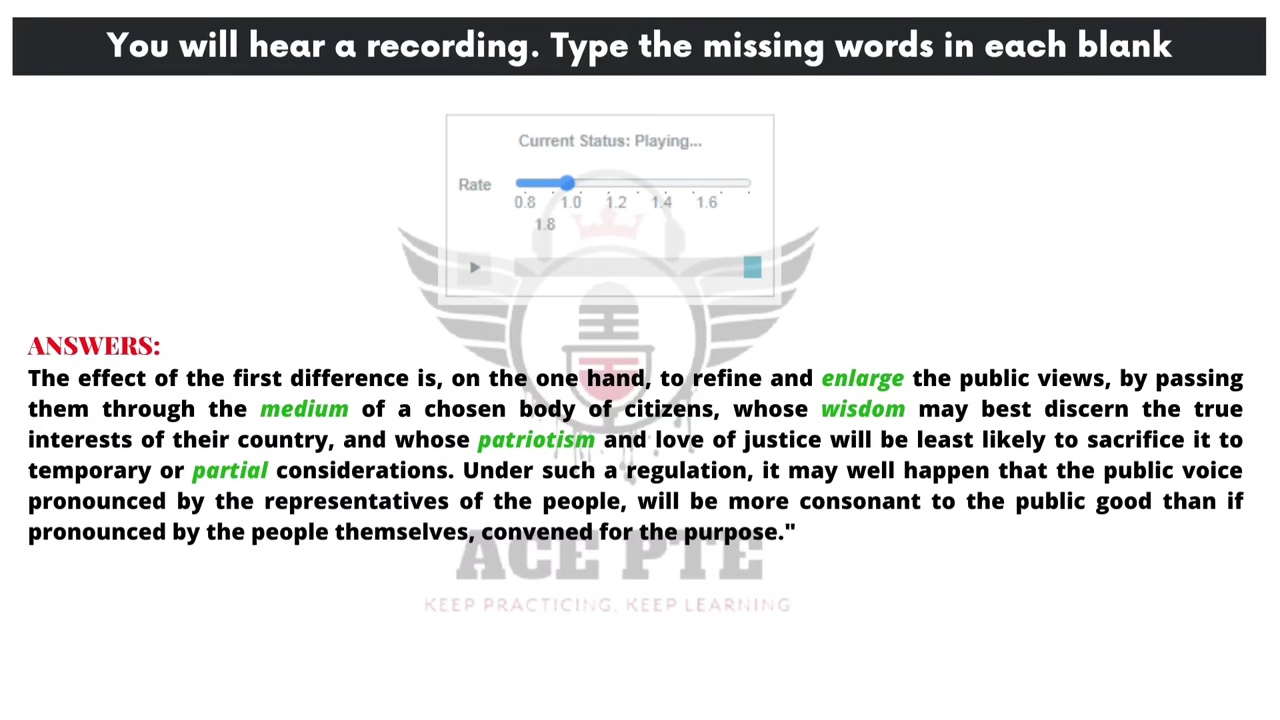 You will hear a recording. Type the missing words in each blank
Current Status: Playing...
Rate
0.8 1.0 1.2 1.4 1.6
1.8
ANSWERS:
The effect of the first difference is, on the one hand, to refine and enlarge the public views, by passing
them through the medium of a chosen body of citizens, whose wisdom may best discern the true
interests of their country, and whose patriotism and love of justice will be least likely to sacrifice it to
temporary or partial considerations. Under such a regulation, it may well happen that the public voice
pronounced by the representatives of the people, will be more consonant to the public good than if
pronounced by the people themselves, convened for the purpose."
ACE PTE
KEEP PRACTICING, KEEP LEARNING